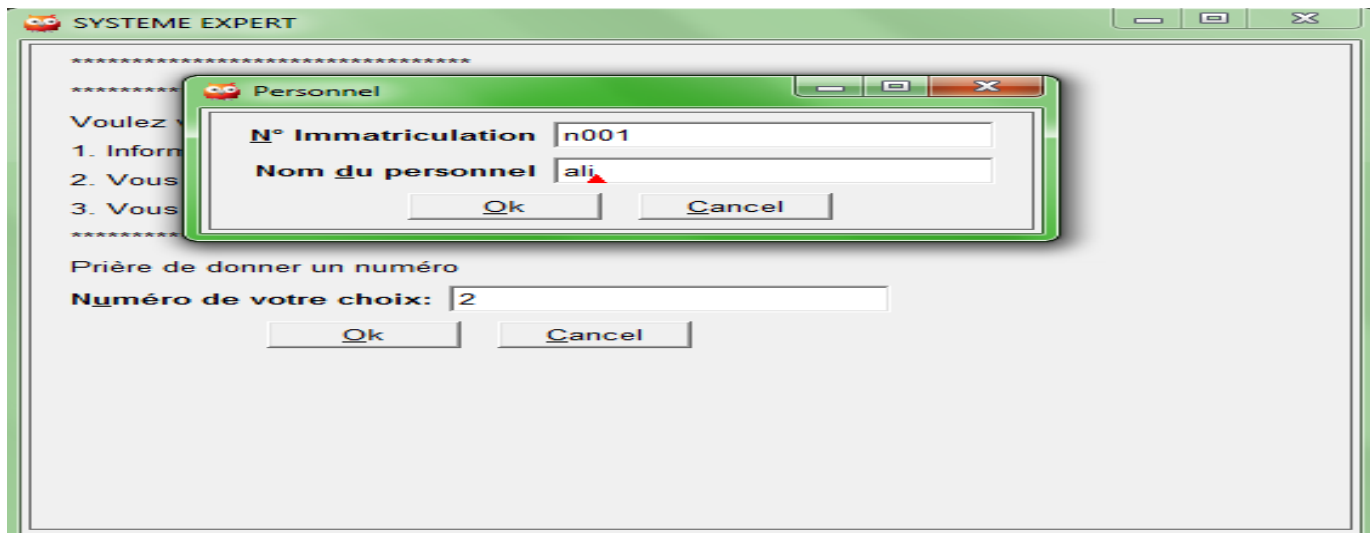 SYSTEME EXPERT
********************************
*********
Personnel
Voulez
N° Immatriculation n001
1. Inform
Nom du personnel ali
2. Vous
Ok Cancel
3. Vous
*********
Prière de donner un numéro
Numéro de votre choix: 2
Ok Cancel